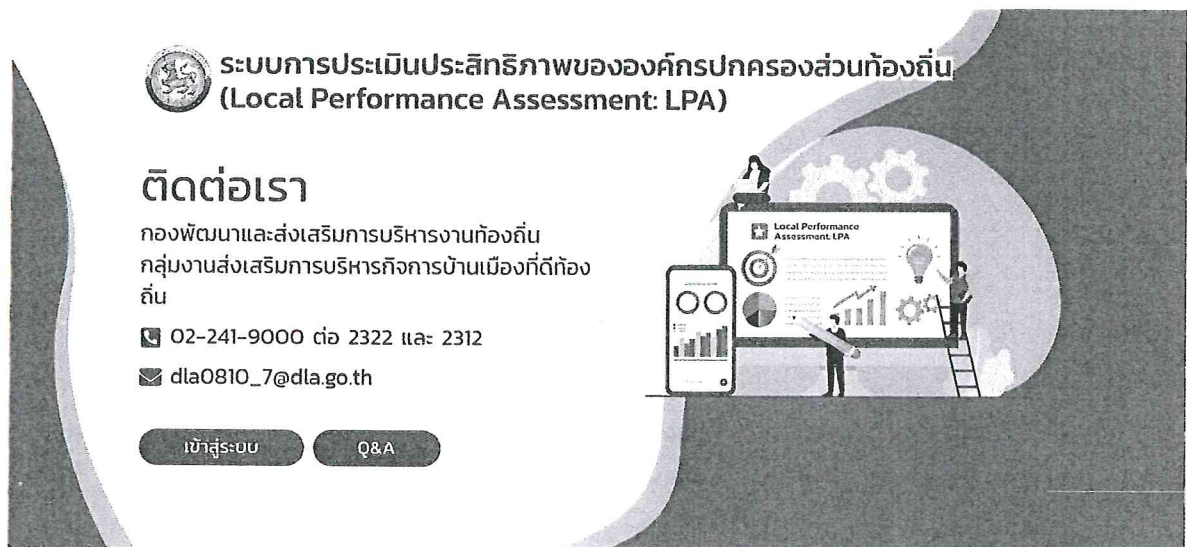 ระบบการประเมินประสิทธิภาพขององค์กรปกครองส่วนท้องถิ่น
(Local Performance Assessment: LPA)
ติดต่อเรา
กองพัฒนาและส่งเสริมการบริหารงานท้องถิ่น
กลุ่มงานส่งเสริมการบริหารกิจการบ้านเมืองที่ดีท้อง
ถิ่น
02-241-9000 ต่อ 2322 และ 2312
dla0810_7@dla.go.th
เข้าสู่ระบบ Q&A
Local Performance
Assessment: LPA